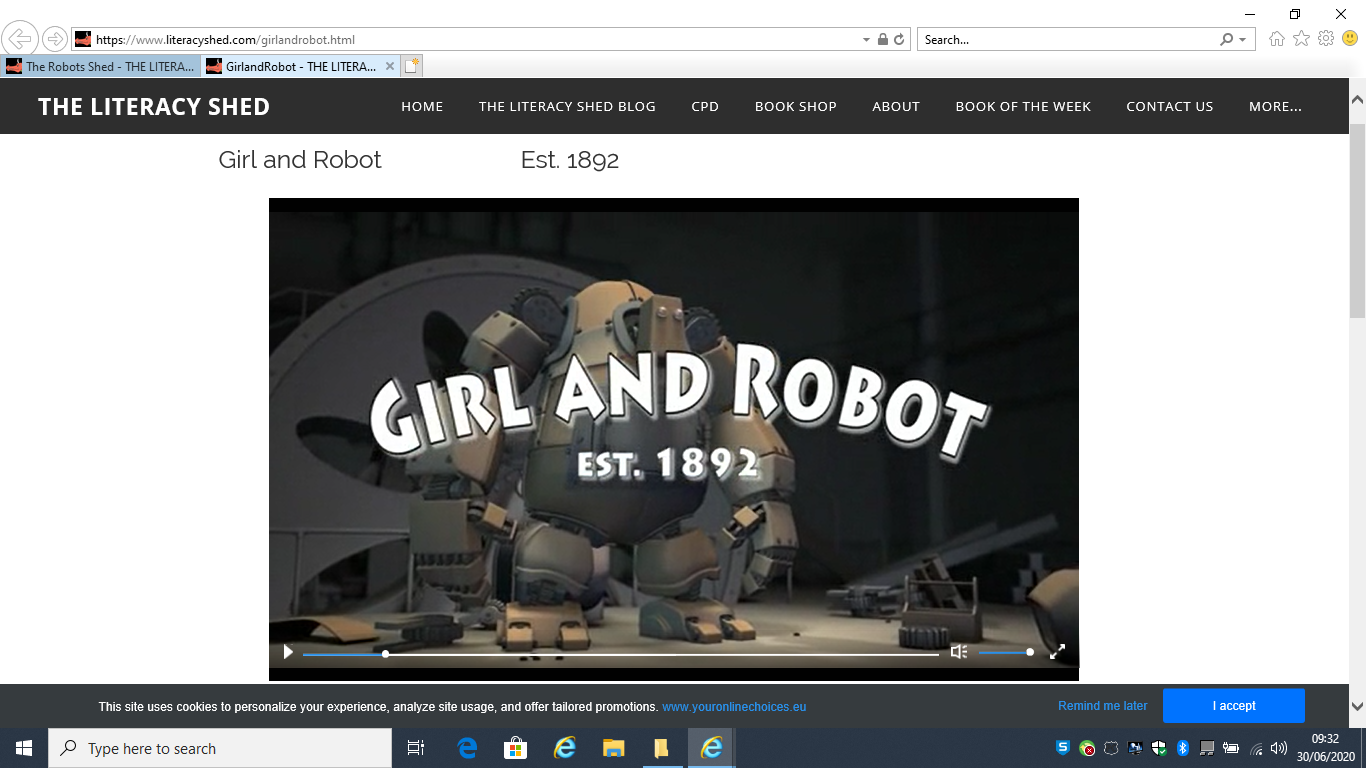 https://www.literacyshed.com/girlandrobot.html
Search...
The Robots Shed - THE LITERA...
GirlandRobot - THE LITERA...
THE LITERACY SHED
HOME
THE LITERACY SHED BLOG
CPD
BOOK SHOP
ABOUT
BOOK OF THE WEEK
CONTACT US
MORE...
Girl and Robot Est. 1892
GIRL AND ROBOT
EST. 1892
This site uses cookies to personalize your experience, analyze site usage, and offer tailored promotions. www.youronlinechoices.eu
Remind me later
I accept
Type here to search
09:32
30/06/2020